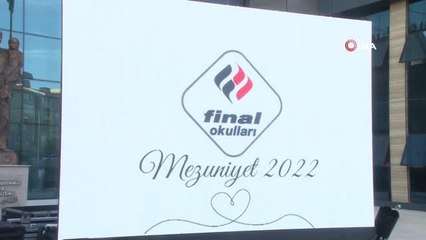 final
okulları
Mezuniyet 2022